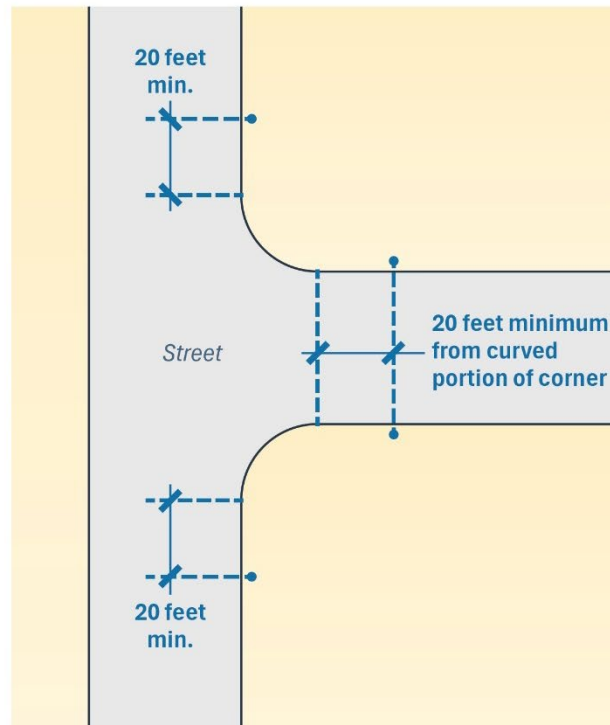 20 feet
min.
Street
20 feet minimum
from curved
portion of corner
20 feet
min.